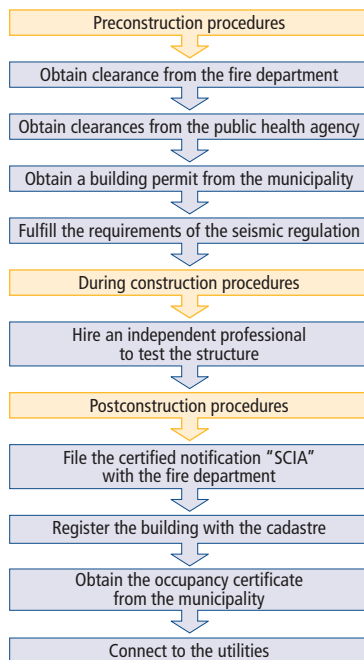 Preconstruction procedures
Obtain clearance from the fire department
Obtain clearances from the public health agency
Obtain a building permit from the municipality
Fulfill the requirements of the seismic regulation
During construction procedures
Hire an independent professional
to test the structure
Postconstruction procedures
File the certified notification “SCIA”
with the fire department
Register the building with the cadastre
Obtain the occupancy certificate
from the municipality
Connect to the utilities